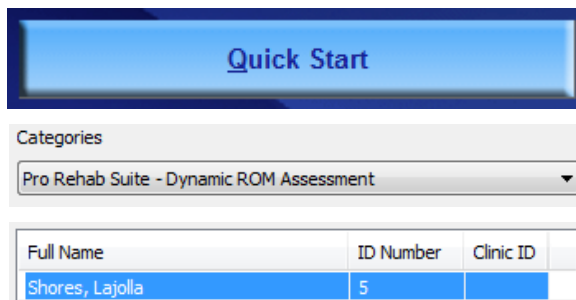 Quick Start
Categories
Pro Rehab Suite - Dynamic ROM Assessment
Full Name ID Number Clinic ID
Shores, Lajolla 5